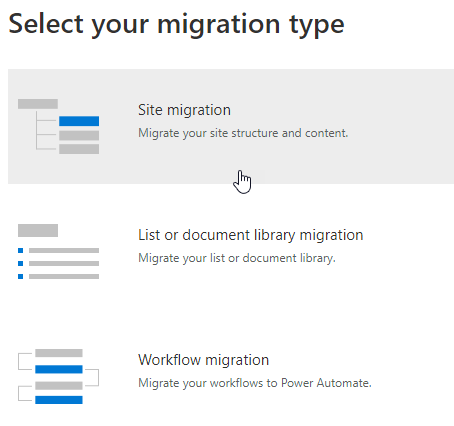 Select your migration type
Site migration
Migrate your site structure and content.
List or document library migration
Migrate your list or document library.
Workflow migration
Migrate your workflows to Power Automate.